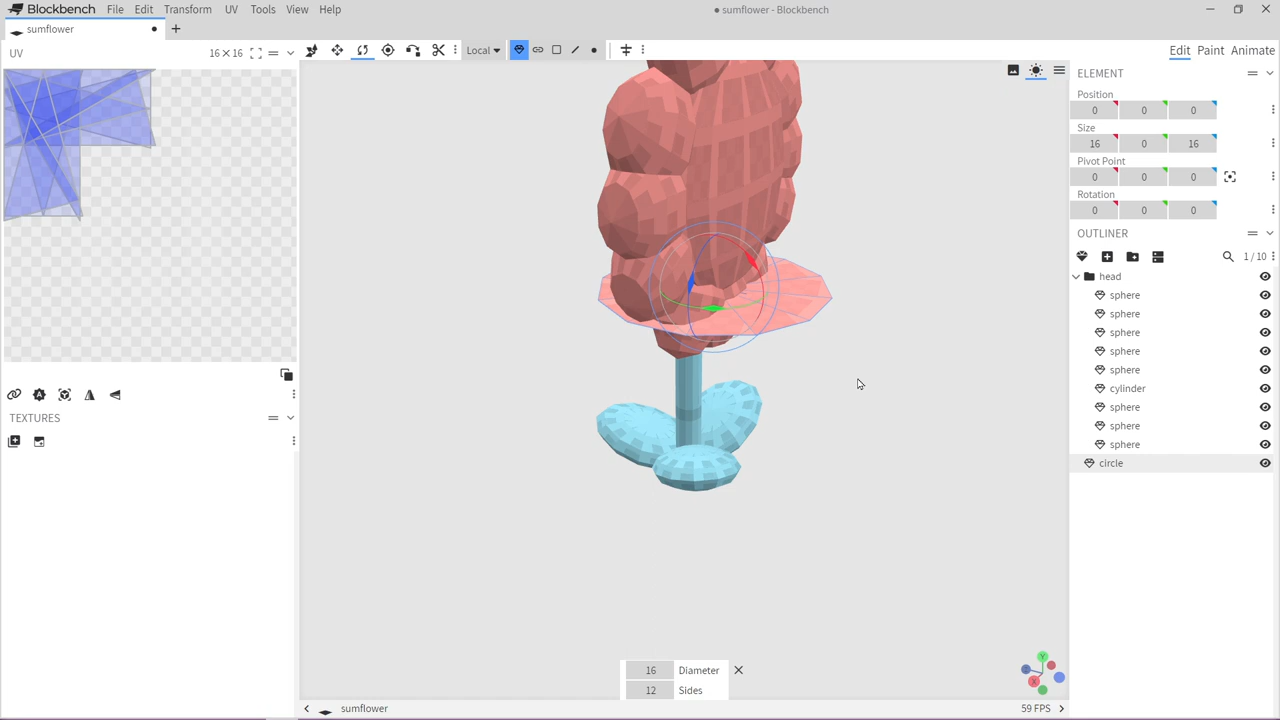 Blockbench File Edit Transform UV Tools View Help sumflower - Blockbench
sumflower
UV 16×16 Local Edit Paint Animate
ELEMENT
Position
0 0 0
Size
16 0 16
Pivot Point
0 0 0
Rotation
0 0 0
OUTLINER
1 / 10
head
sphere
sphere
sphere
sphere
sphere
cylinder
sphere
sphere
sphere
circle
TEXTURES
Y
X
16 Diameter
12 Sides
sumflower 59 FPS